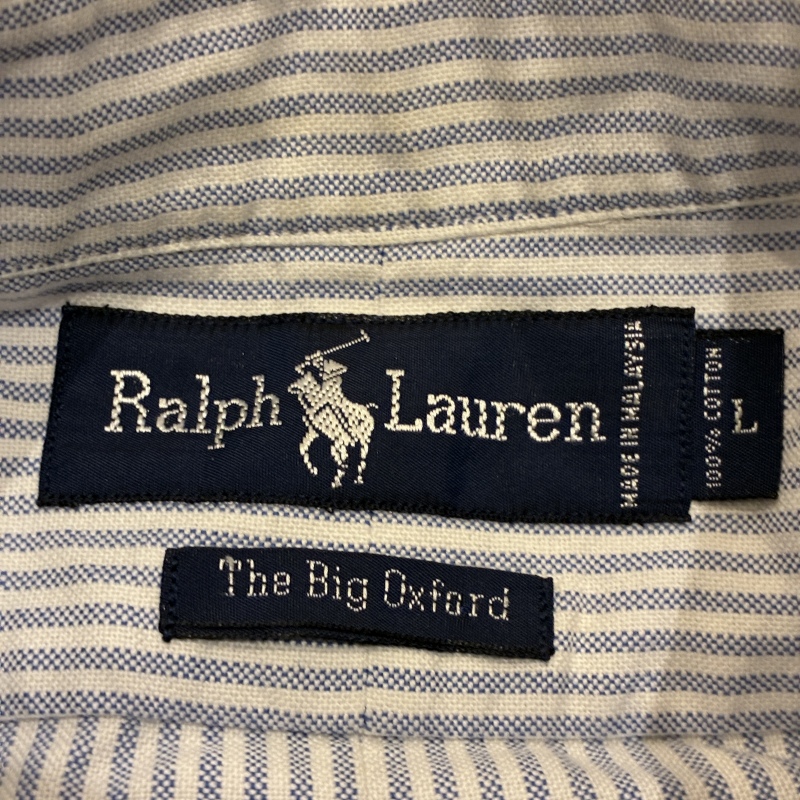 Ralph Lauren
MADE IN MALAYSIA
100% COTTON
L
The Big Oxford